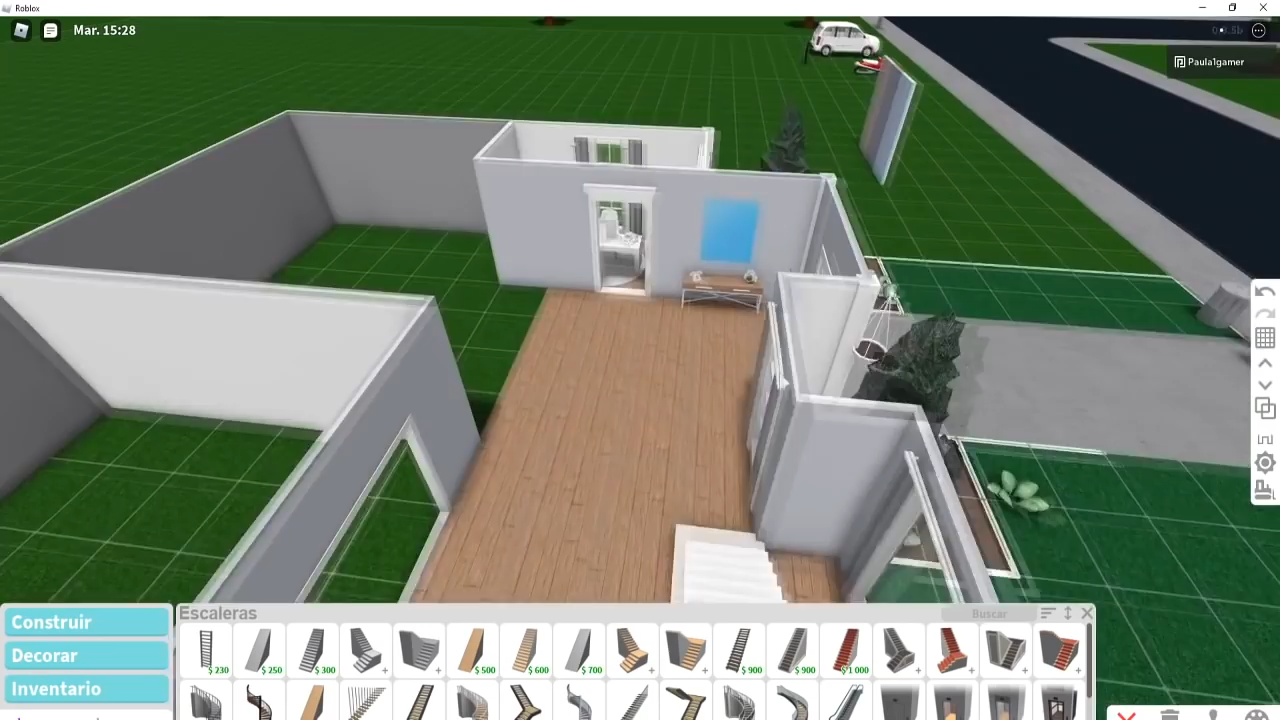 Roblox
Mar. 15:28
Paula1gamer
Construir
Decorar
Inventario
Escaleras
Buscar
$ 230
$ 250
$ 300
$ 500
$ 600
$ 700
$ 900
$ 900
$1 000